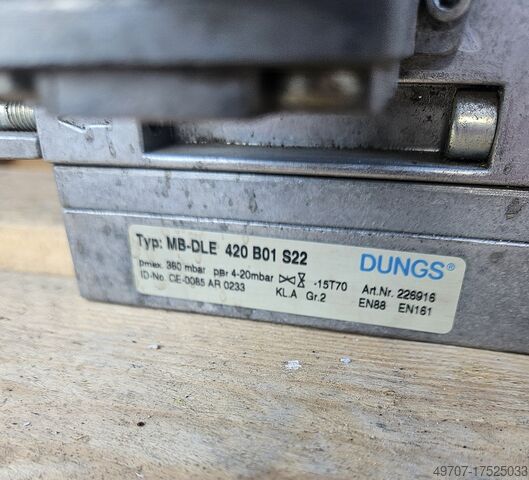 Typ: MB-DLE 420 B01 S22
DUNGS®
pmax. 360 mbar pBr 4-20mbar -15T70 Art.Nr. 226916
ID-No. CE-0085 AR 0233 KL.A Gr.2 EN88 EN161
49707-17525033